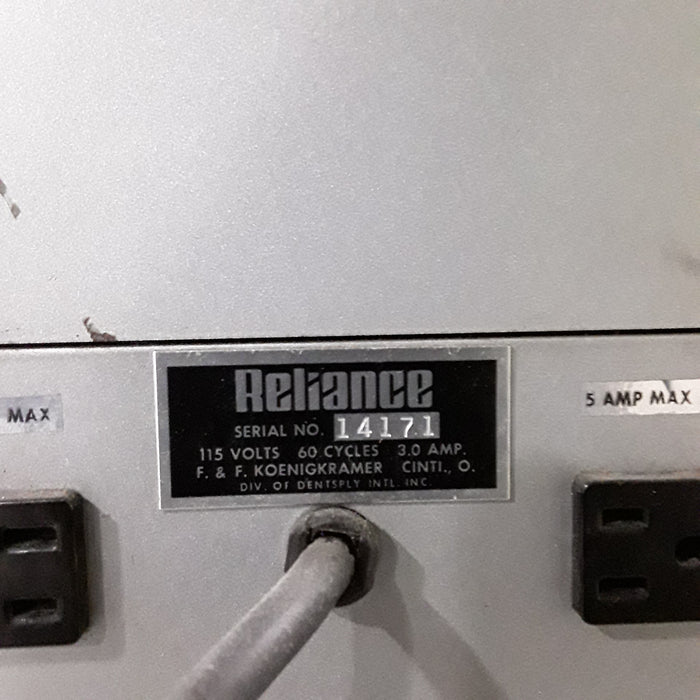 Reliance
SERIAL NO. 14171
115 VOLTS 60 CYCLES 3.0 AMP.
F. & F. KOENIGKRAMER CINTI., O.
DIV. OF DENTSPLY INTL. INC.
MAX
5 AMP MAX